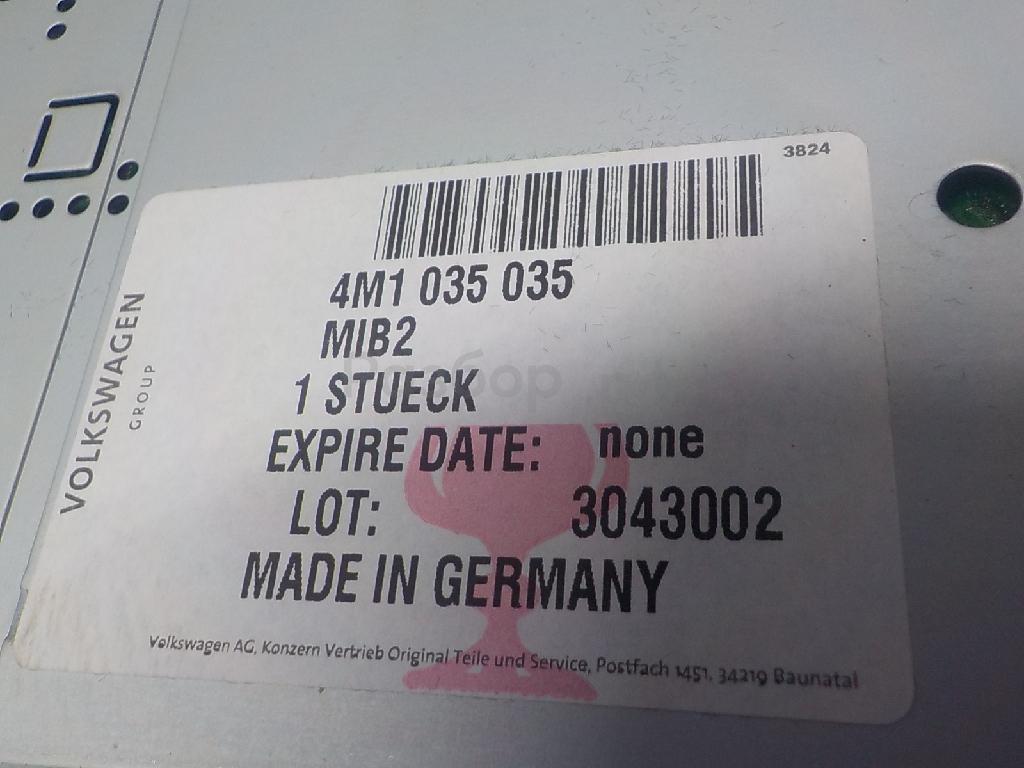 3824
4M1 035 035
MIB2
1 STUECK
EXPIRE DATE: none
LOT: 3043002
MADE IN GERMANY
Volkswagen AG, Konzern Vertrieb Original Teile und Service, Postfach 1451, 34219 Baunatal
VOLKSWAGEN
GROUP